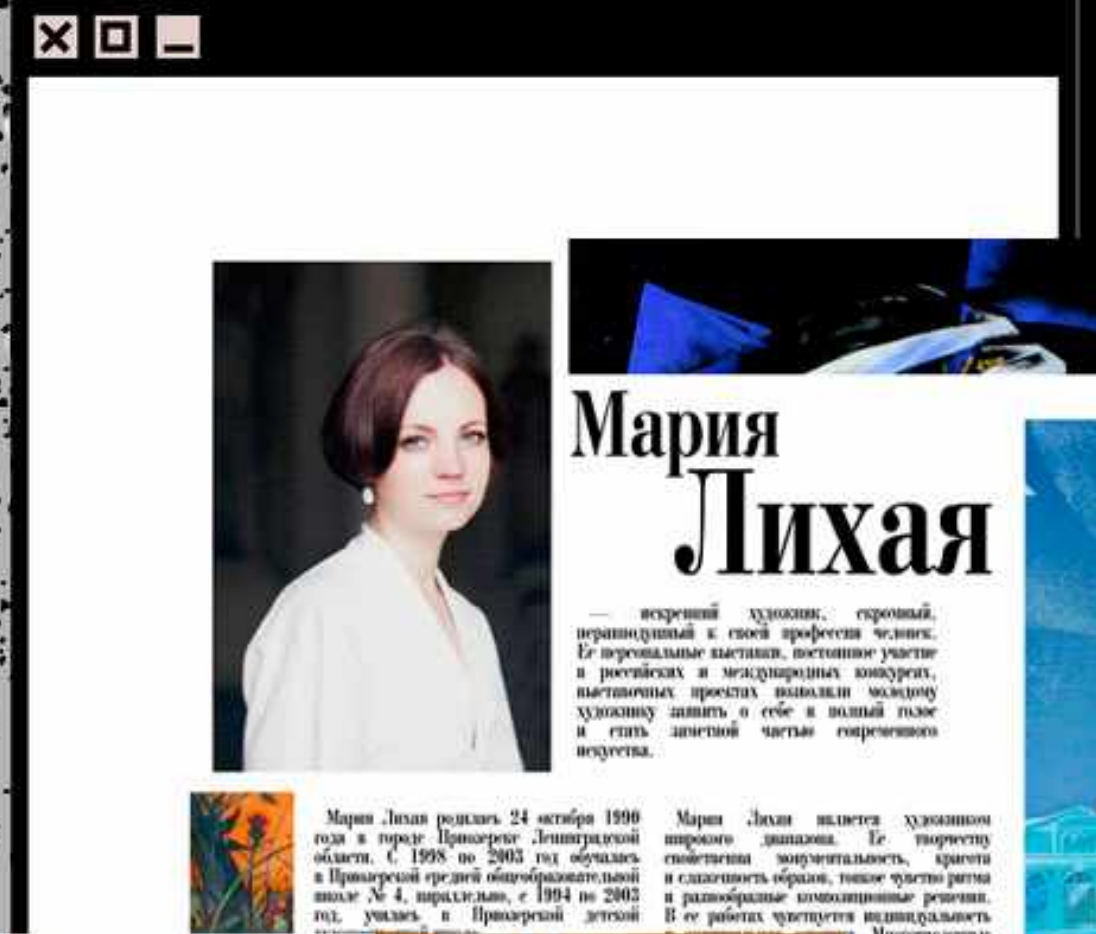 Мария
Лихая
— искренний художник, скромный,
неравнодушный к своей профессии человек.
Ее персональные выставки, постоянное участие
в российских и международных конкурсах,
выставочных проектах позволили молодому
художнику заявить о себе в полный голос
и стать заметной частью современного
искусства.
Мария Лихая родилась 24 октября 1990
года в городе Приозерске Ленинградской
области. С 1998 по 2003 год обучалась
в Приозерской средней общеобразовательной
школе № 4, параллельно, с 1994 по 2003
год, училась в Приозерской детской
Мария Лихая является художником
широкого диапазона. Ее творчеству
свойственна монументальность, красота
и слаженность образов, тонкое чувство ритма
и разнообразные композиционные решения.
В ее работах чувствуется индивидуальность